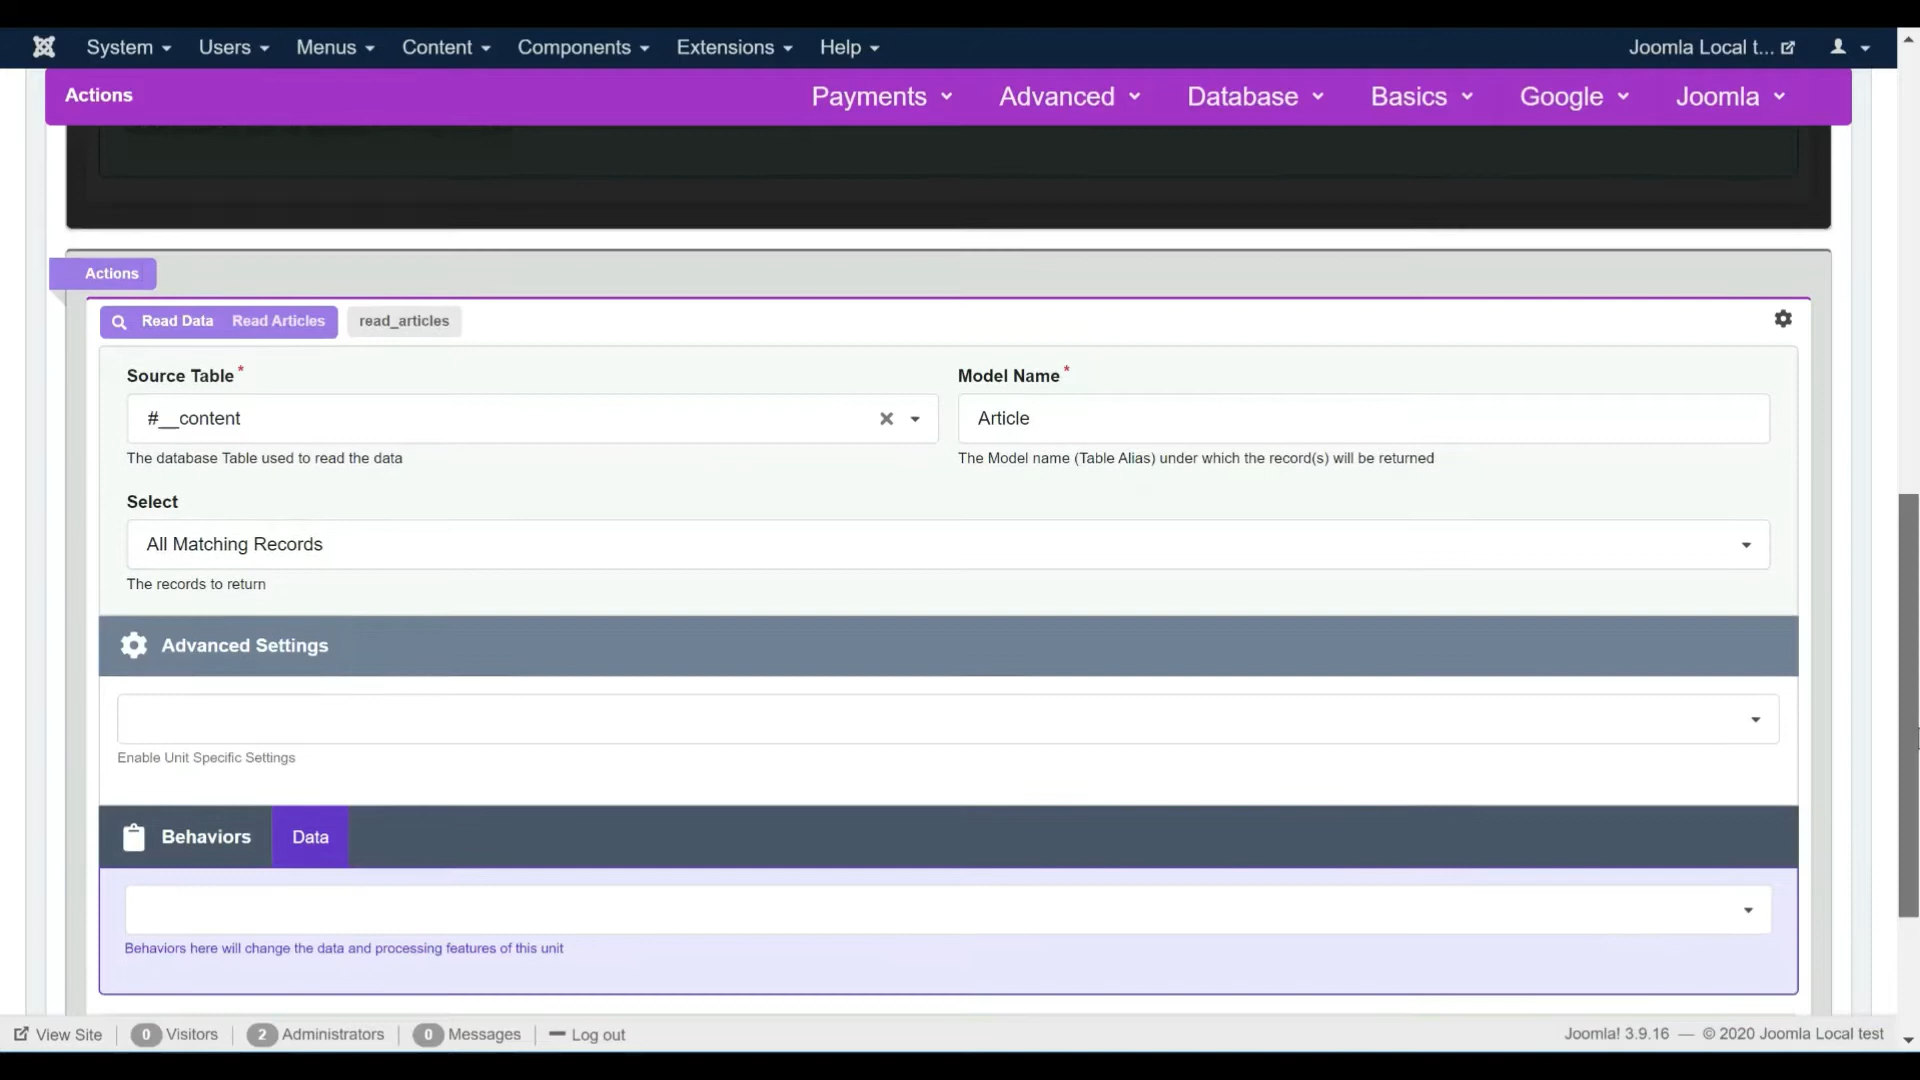 System Users Menus Content Components Extensions Help Joomla Local t...
Actions Payments Advanced Database Basics Google Joomla
Actions
Read Data Read Articles read_articles
Source Table * Model Name *
#__content Article
The database Table used to read the data The Model name (Table Alias) under which the record(s) will be returned
Select
All Matching Records
The records to return
Advanced Settings
Enable Unit Specific Settings
Behaviors Data
Behaviors here will change the data and processing features of this unit
View Site 0 Visitors 2 Administrators 0 Messages Log out Joomla! 3.9.16 — © 2020 Joomla Local test